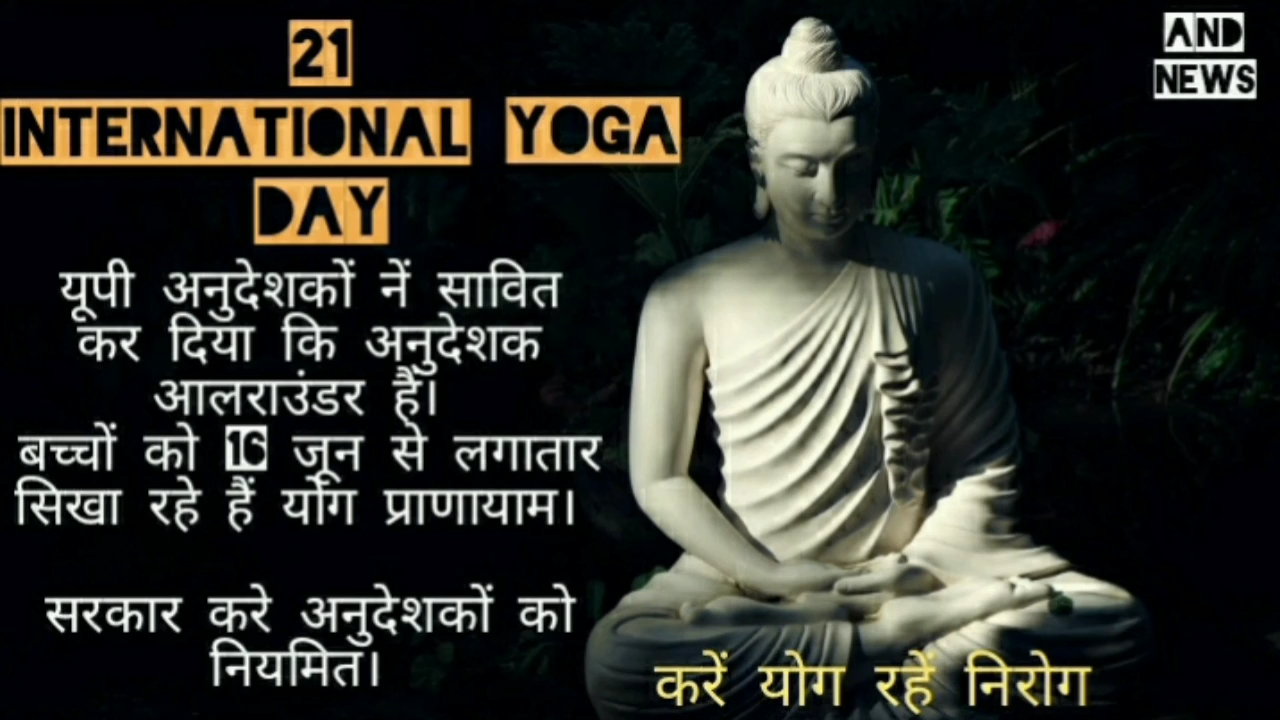 21
INTERNATIONAL YOGA
DAY
AND
NEWS
यूपी अनुदेशकों नें सावित
कर दिया कि अनुदेशक
आलराउंडर हैं।
बच्चों को 16 जून से लगातार
सिखा रहे हैं योग प्राणायाम।
सरकार करे अनुदेशकों को
नियमित।
करें योग रहें निरोग